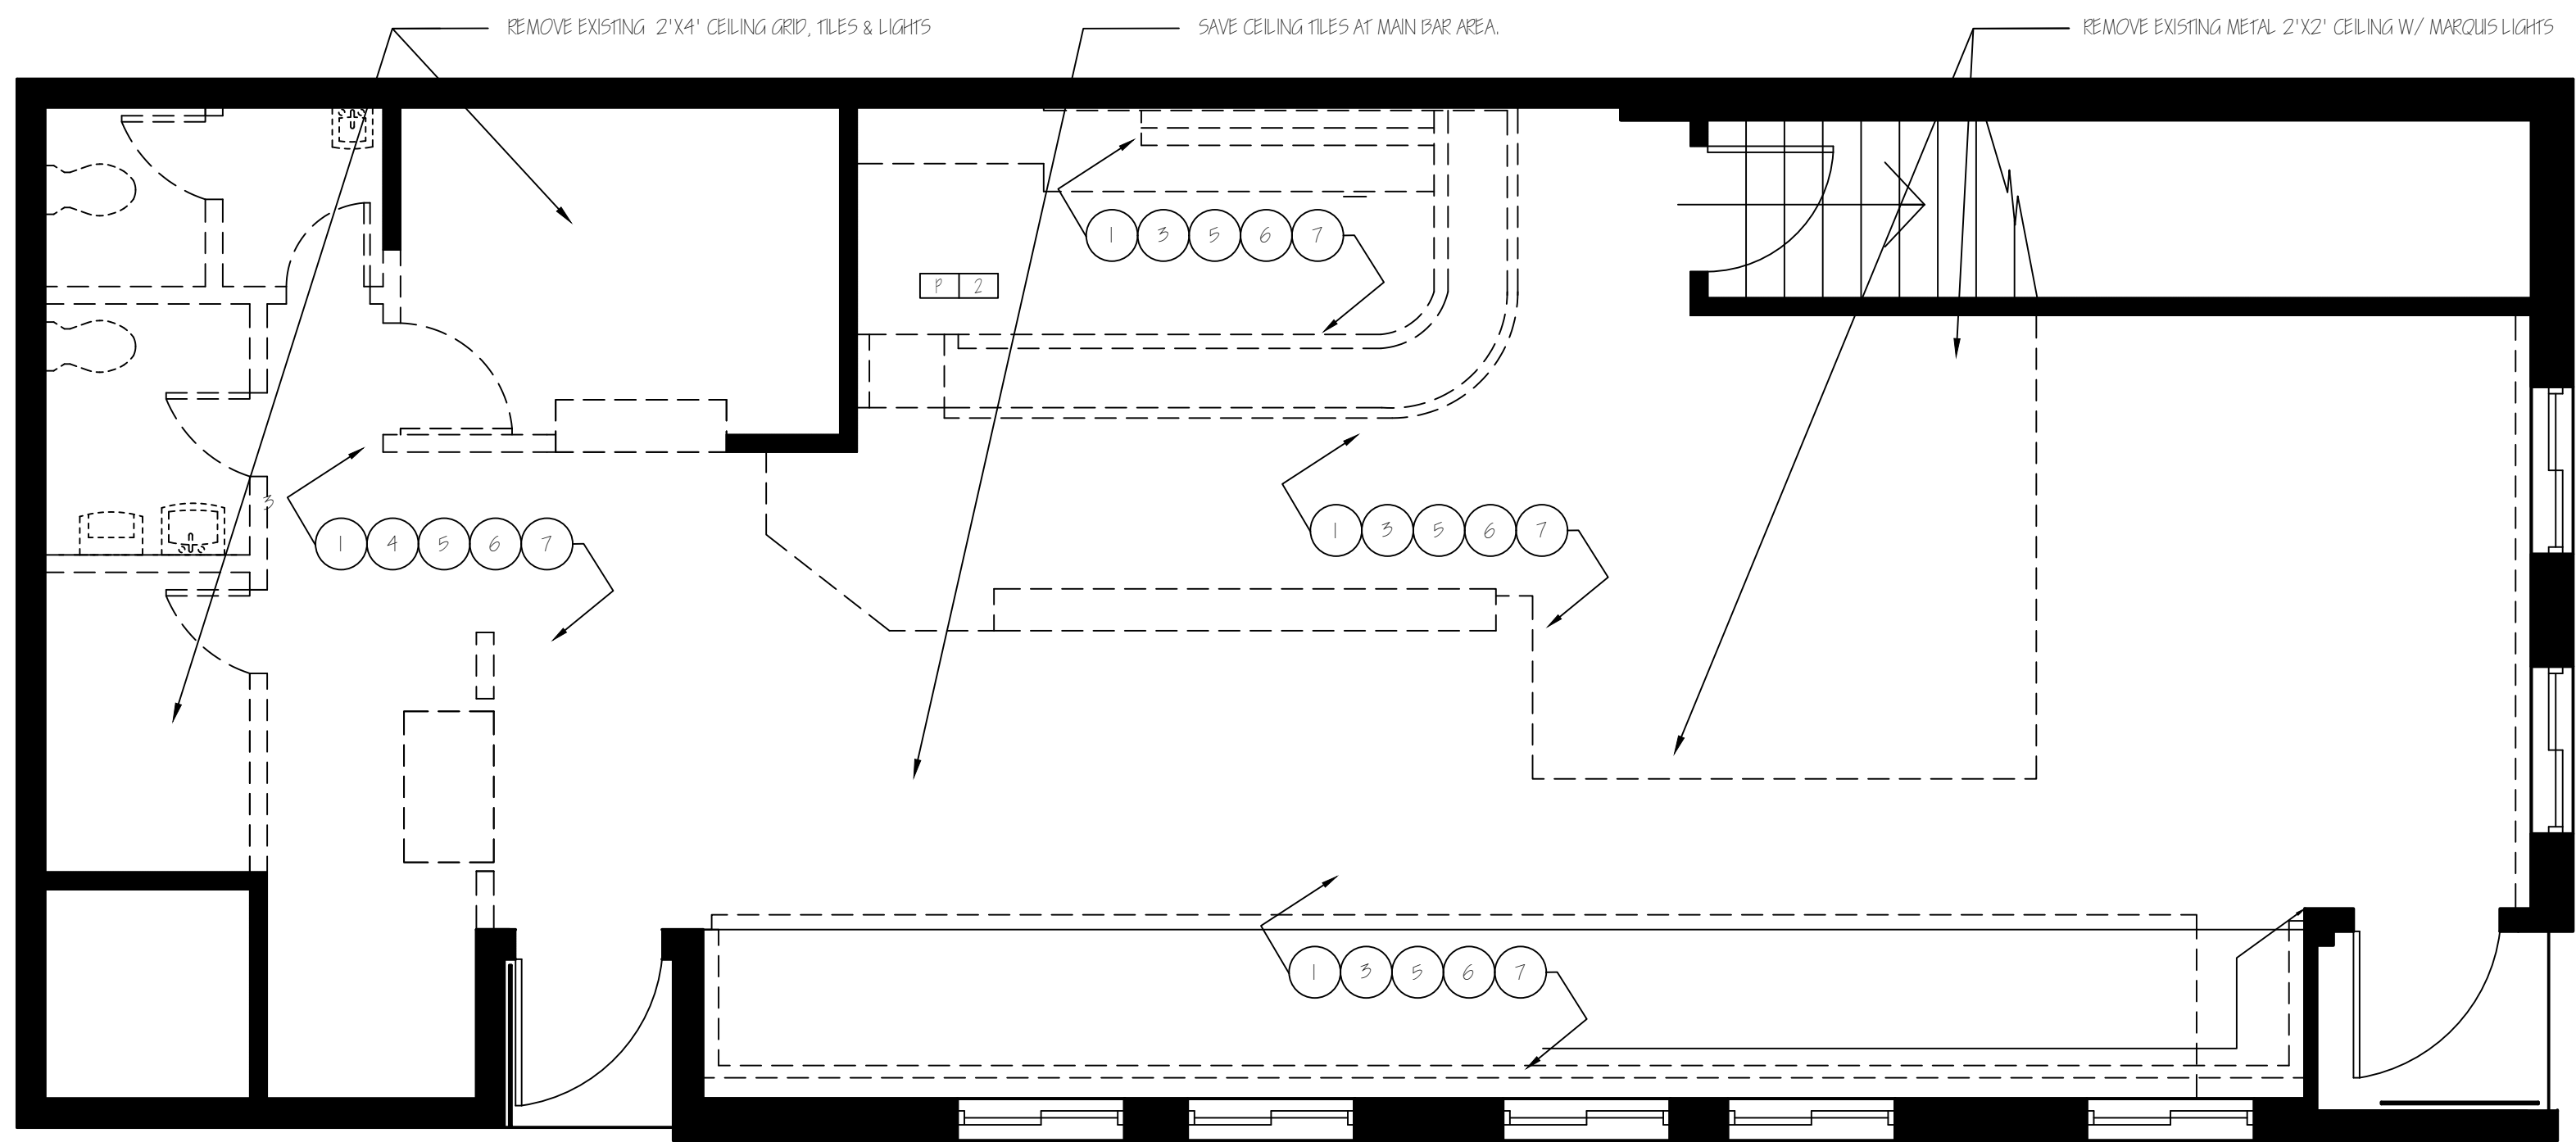 REMOVE EXISTING 2'X4' CEILING GRID, TILES & LIGHTS
SAVE CEILING TILES AT MAIN BAR AREA.
REMOVE EXISTING METAL 2'X2' CEILING W/ MARQUIS LIGHTS
1 3 5 6 7
P 2
3
1 4 5 6 7
1 3 5 6 7
1 3 5 6 7